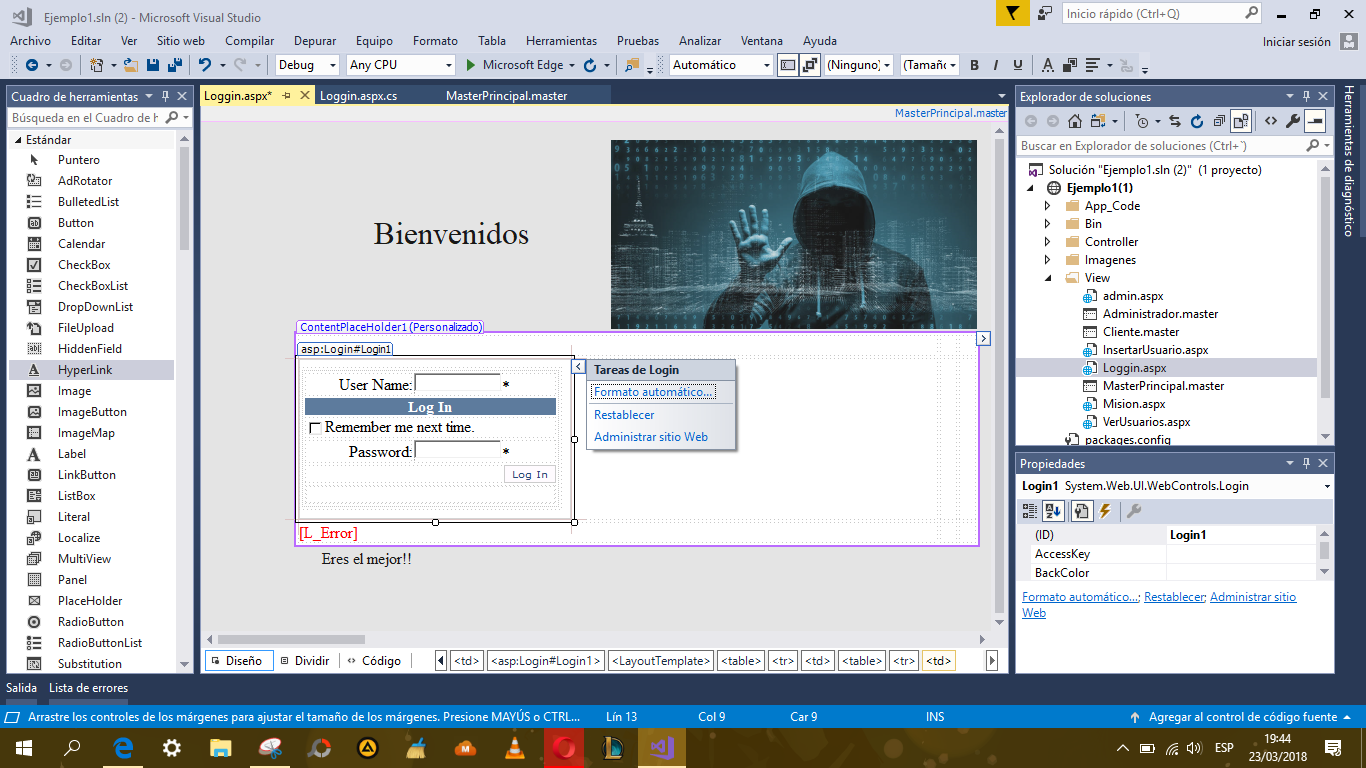 Ejemplo1.sln (2) - Microsoft Visual Studio
Inicio rápido (Ctrl+Q)
Archivo Editar Ver Sitio web Compilar Depurar Equipo Formato Tabla Herramientas Pruebas Analizar Ventana Ayuda
Iniciar sesión
Debug Any CPU Microsoft Edge Automático (Ninguno) (Tamaño
Cuadro de herramientas
Búsqueda en el Cuadro de h
Estándar
Puntero
AdRotator
BulletedList
Button
Calendar
CheckBox
CheckBoxList
DropDownList
FileUpload
HiddenField
HyperLink
Image
ImageButton
ImageMap
Label
LinkButton
ListBox
Literal
Localize
MultiView
Panel
PlaceHolder
RadioButton
RadioButtonList
Substitution
Loggin.aspx* Loggin.aspx.cs MasterPrincipal.master
MasterPrincipal.master
Bienvenidos
ContentPlaceHolder1 (Personalizado)
asp:Login#Login1
User Name: *
Log In
Remember me next time.
Password: *
Log In
[L_Error]
Eres el mejor!!
Tareas de Login
Formato automático...
Restablecer
Administrar sitio Web
Diseño Dividir Código <td> <asp:Login#Login1> <LayoutTemplate> <table> <tr> <td> <table> <tr> <td>
Explorador de soluciones
Buscar en Explorador de soluciones (Ctrl+`)
Solución "Ejemplo1.sln (2)" (1 proyecto)
Ejemplo1(1)
App_Code
Bin
Controller
Imagenes
View
admin.aspx
Administrador.master
Cliente.master
InsertarUsuario.aspx
Loggin.aspx
MasterPrincipal.master
Mision.aspx
VerUsuarios.aspx
packages.config
Propiedades
Login1 System.Web.UI.WebControls.Login
(ID) Login1
AccessKey
BackColor
Formato automático...; Restablecer; Administrar sitio
Web
Herramientas de diagnóstico
Salida Lista de errores
Arrastre los controles de los márgenes para ajustar el tamaño de los márgenes. Presione MAYÚS o CTRL... Lín 13 Col 9 Car 9 INS Agregar al control de código fuente
ESP
19:44
23/03/2018